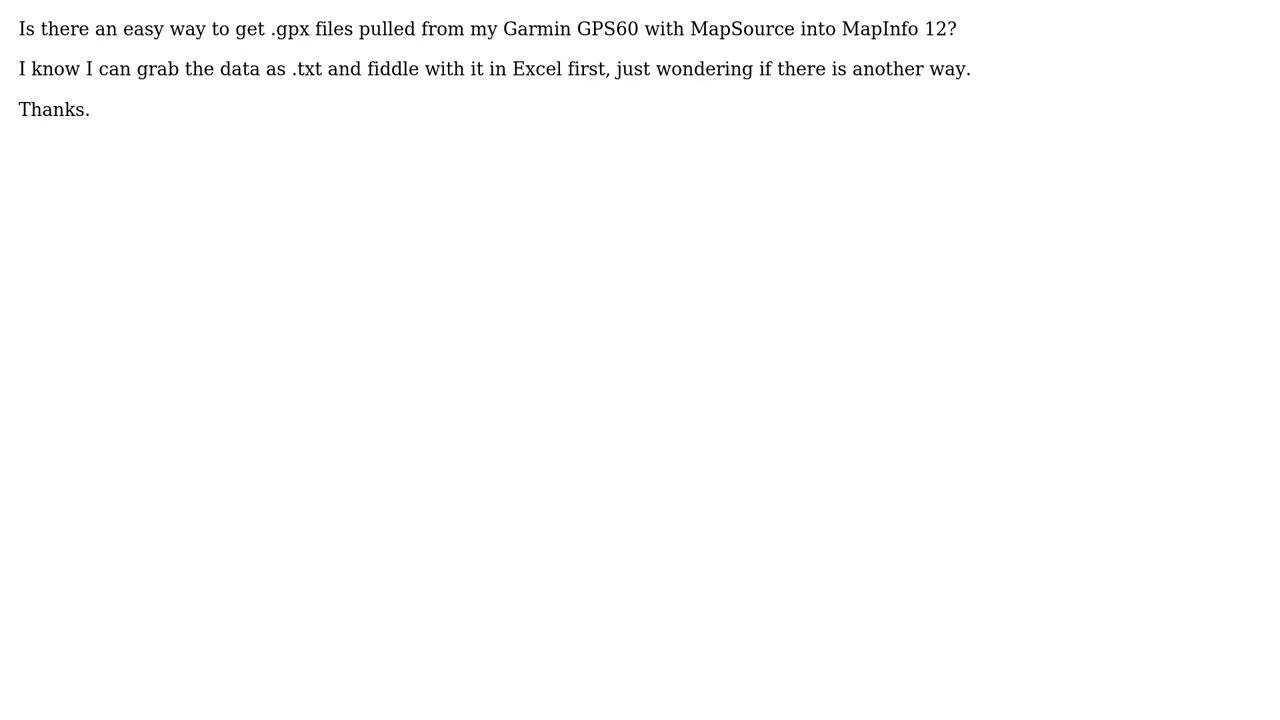 Is there an easy way to get .gpx files pulled from my Garmin GPS60 with MapSource into MapInfo 12?
I know I can grab the data as .txt and fiddle with it in Excel first, just wondering if there is another way.
Thanks.